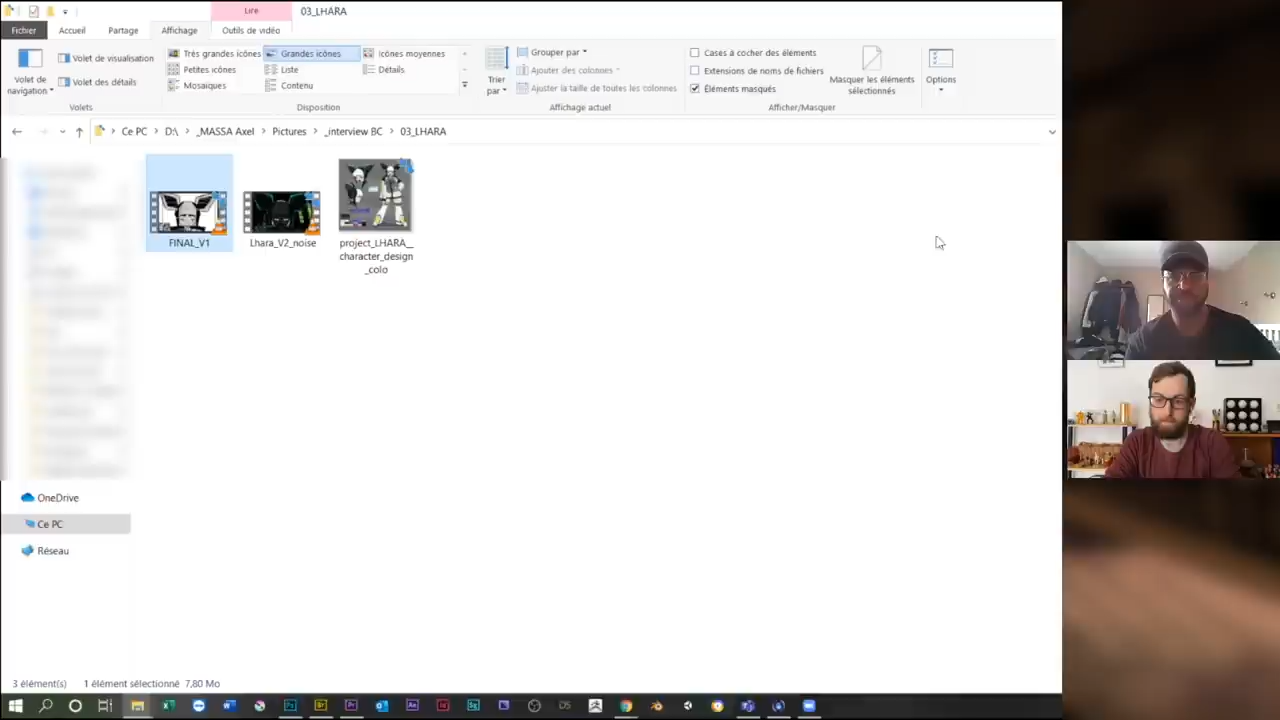 Lire
03_LHARA
Fichier
Accueil
Partage
Affichage
Outils de vidéo
Volet de navigation
Volet de visualisation
Volet des détails
Volets
Très grandes icônes
Grandes icônes
Icônes moyennes
Petites icônes
Liste
Détails
Mosaïques
Contenu
Disposition
Trier par
Grouper par
Ajouter des colonnes
Ajuster la taille de toutes les colonnes
Affichage actuel
Cases à cocher des éléments
Extensions de noms de fichiers
Éléments masqués
Masquer les éléments sélectionnés
Afficher/Masquer
Options
Ce PC > D:\ > _MASSA Axel > Pictures > _interview BC > 03_LHARA
FINAL_V1
Lhara_V2_noise
project_LHARA__
character_design
_colo
OneDrive
Ce PC
Réseau
3 élément(s) 1 élément sélectionné 7,80 Mo